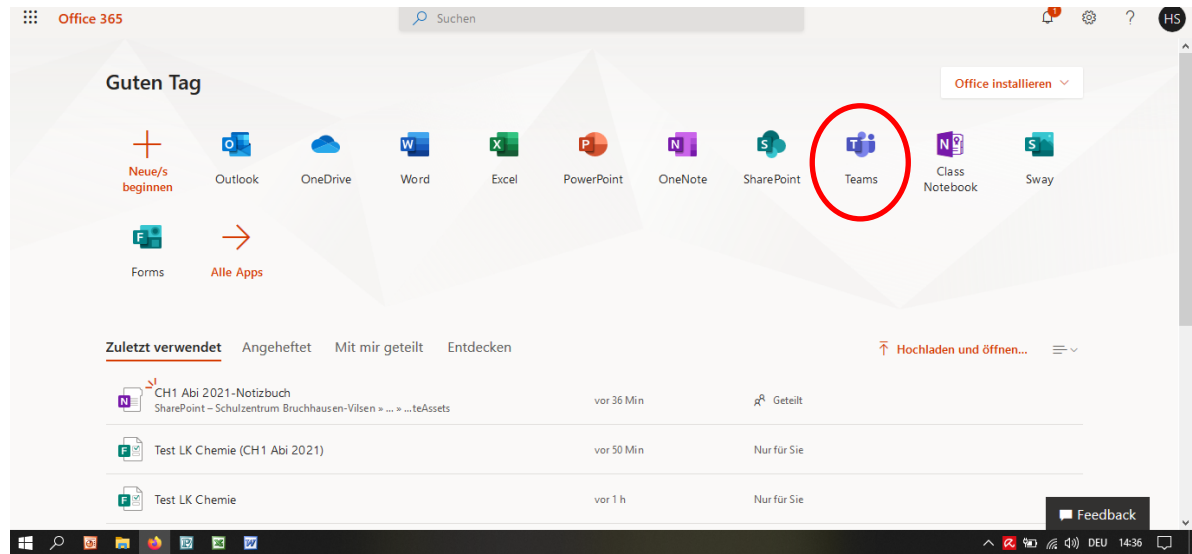 Office 365
Suchen
1
?
HS
Guten Tag
Office installieren
Neue/s
beginnen
Outlook
OneDrive
Word
Excel
PowerPoint
OneNote
SharePoint
Teams
Class
Notebook
Sway
Forms
Alle Apps
Zuletzt verwendet Angeheftet Mit mir geteilt Entdecken
Hochladen und öffnen...
CH1 Abi 2021-Notizbuch
vor 36 Min
Geteilt
SharePoint – Schulzentrum Bruchhausen-Vilsen » ... » ...teAssets
Test LK Chemie (CH1 Abi 2021)
vor 50 Min
Nur für Sie
Test LK Chemie
vor 1 h
Nur für Sie
Feedback
DEU 14:36